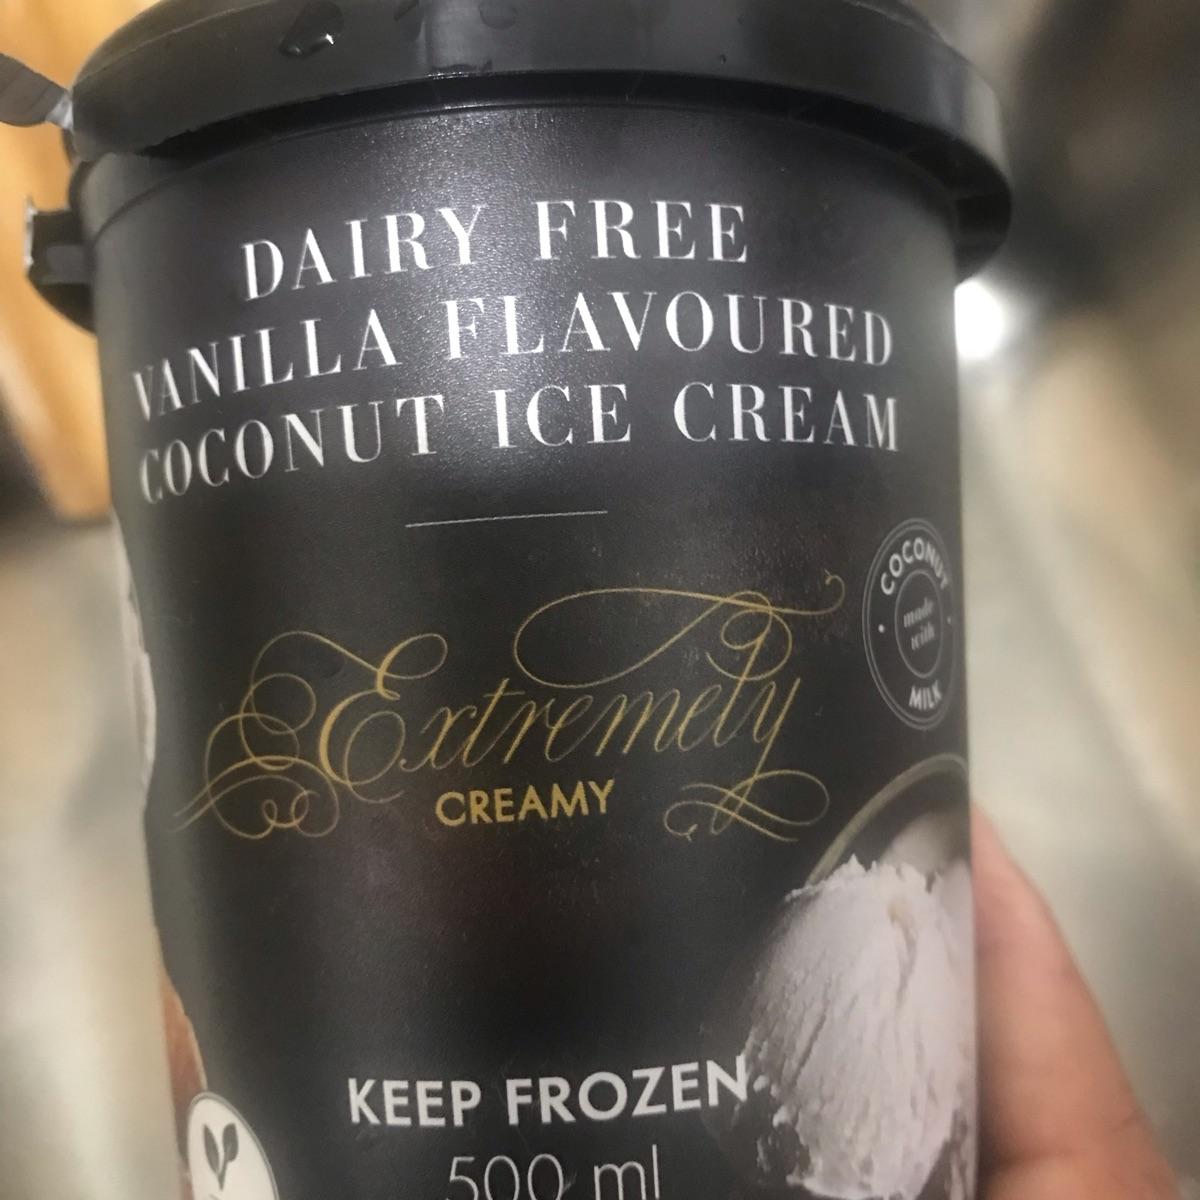 DAIRY FREE
VANILLA FLAVOURED
COCONUT ICE CREAM
COCONUT
made
with
MILK
Extremely
CREAMY
KEEP FROZEN
500 ml